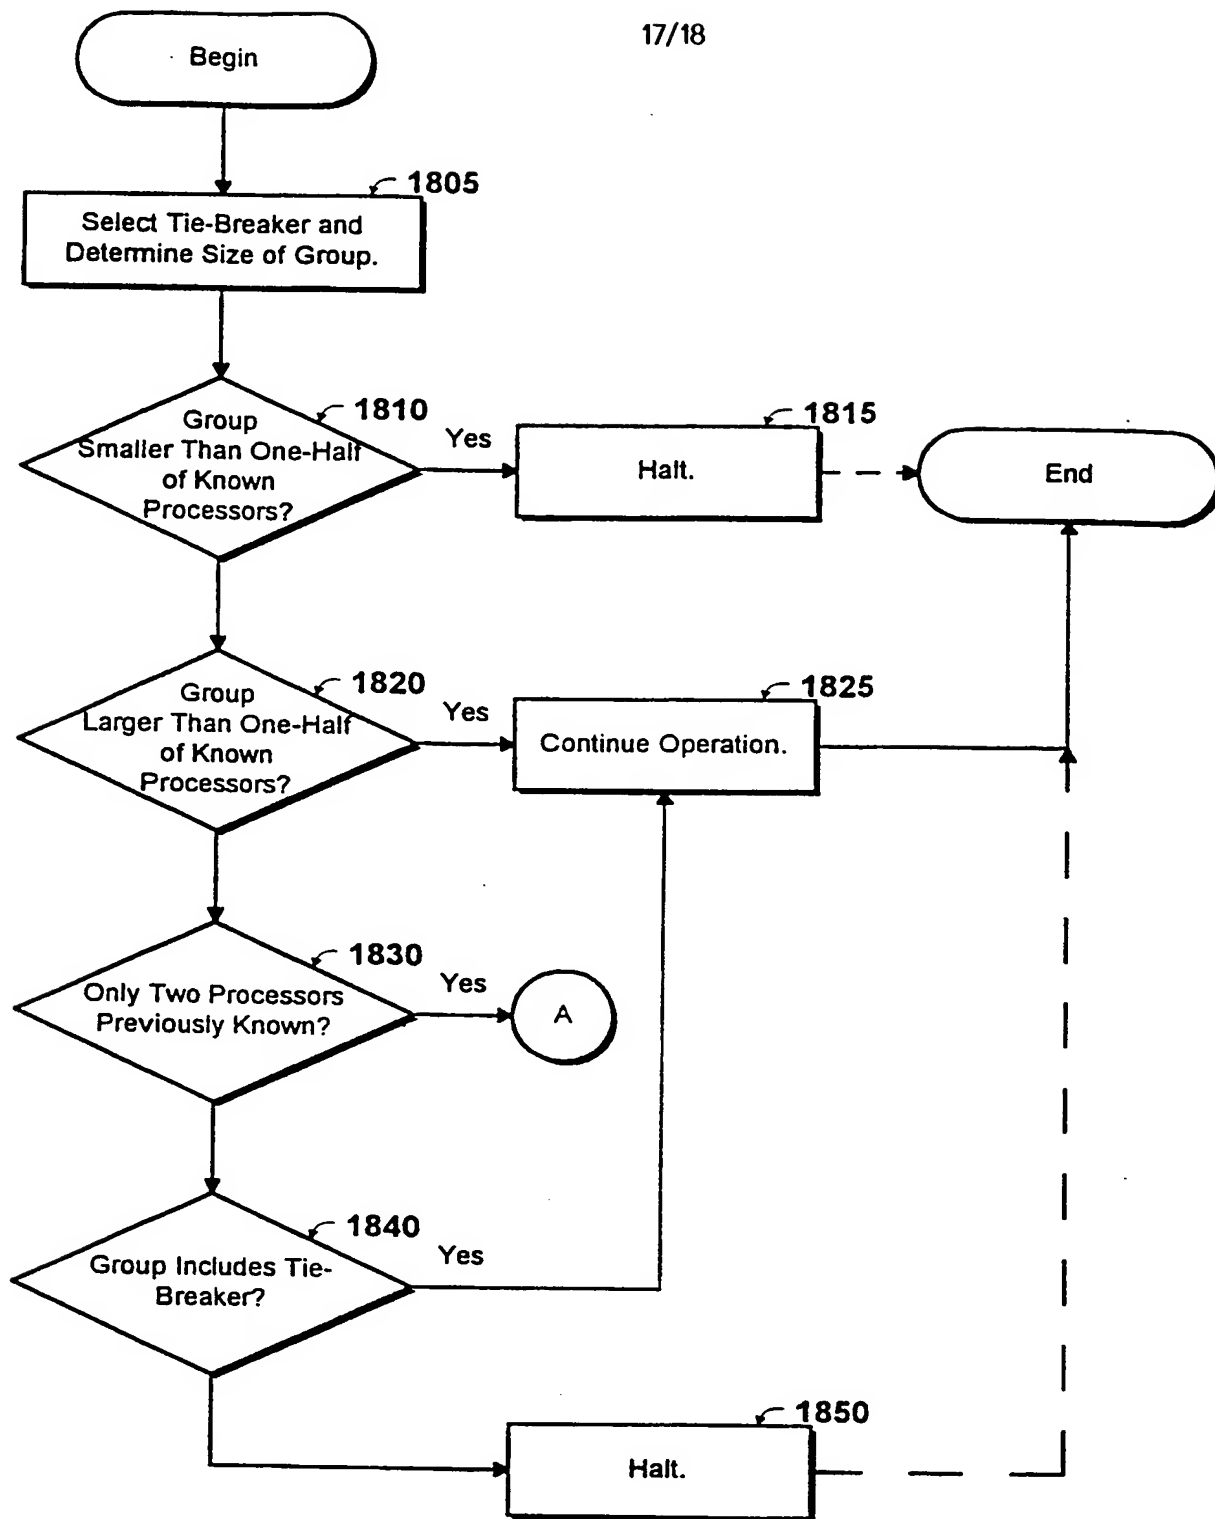 17/18
Begin
1805
Select Tie-Breaker and
Determine Size of Group.
1810
Group
Smaller Than One-Half
of Known
Processors?
Yes
1815
Halt.
End
1820
Group
Larger Than One-Half
of Known
Processors?
Yes
1825
Continue Operation.
1830
Only Two Processors
Previously Known?
Yes
A
1840
Group Includes Tie-
Breaker?
Yes
1850
Halt.